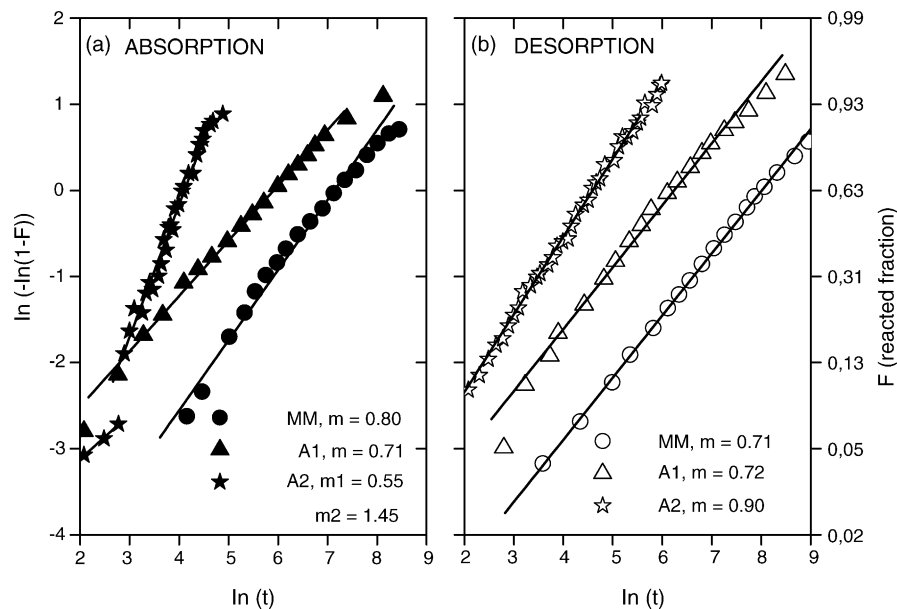 (a) ABSORPTION
(b) DESORPTION
ln (-ln(1-F))
2
1
0
-1
-2
-3
-4
MM, m = 0.80
A1, m = 0.71
A2, m1 = 0.55
m2 = 1.45
2 3 4 5 6 7 8 9
ln (t)
MM, m = 0.71
A1, m = 0.72
A2, m = 0.90
2 3 4 5 6 7 8 9
ln (t)
0,99
0,93
0,63
0,31
0,13
0,05
0,02
F (reacted fraction)